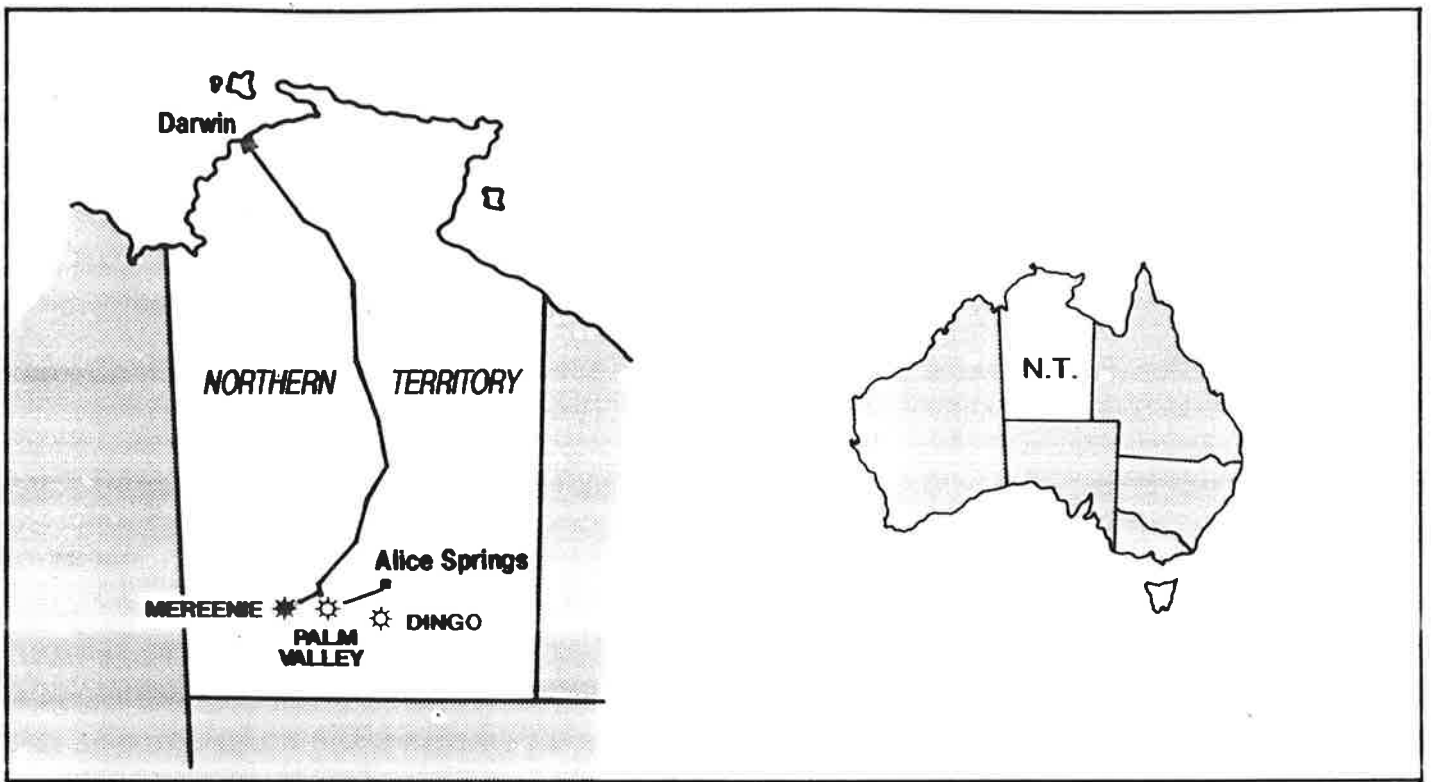 Darwin
NORTHERN TERRITORY
Alice Springs
MEREENIE
DINGO
PALM
VALLEY
N.T.